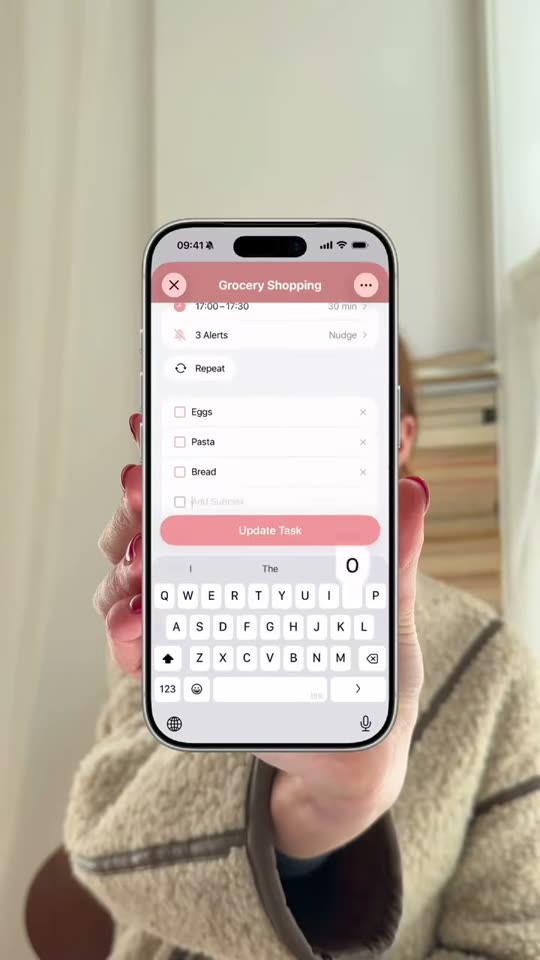 09:41
Grocery Shopping
17:00–17:30 30 min
3 Alerts Nudge
Repeat
Eggs
Pasta
Bread
Add Subtask
Update Task
I The
O
Q W E R T Y U I P
A S D F G H J K L
Z X C V B N M
123